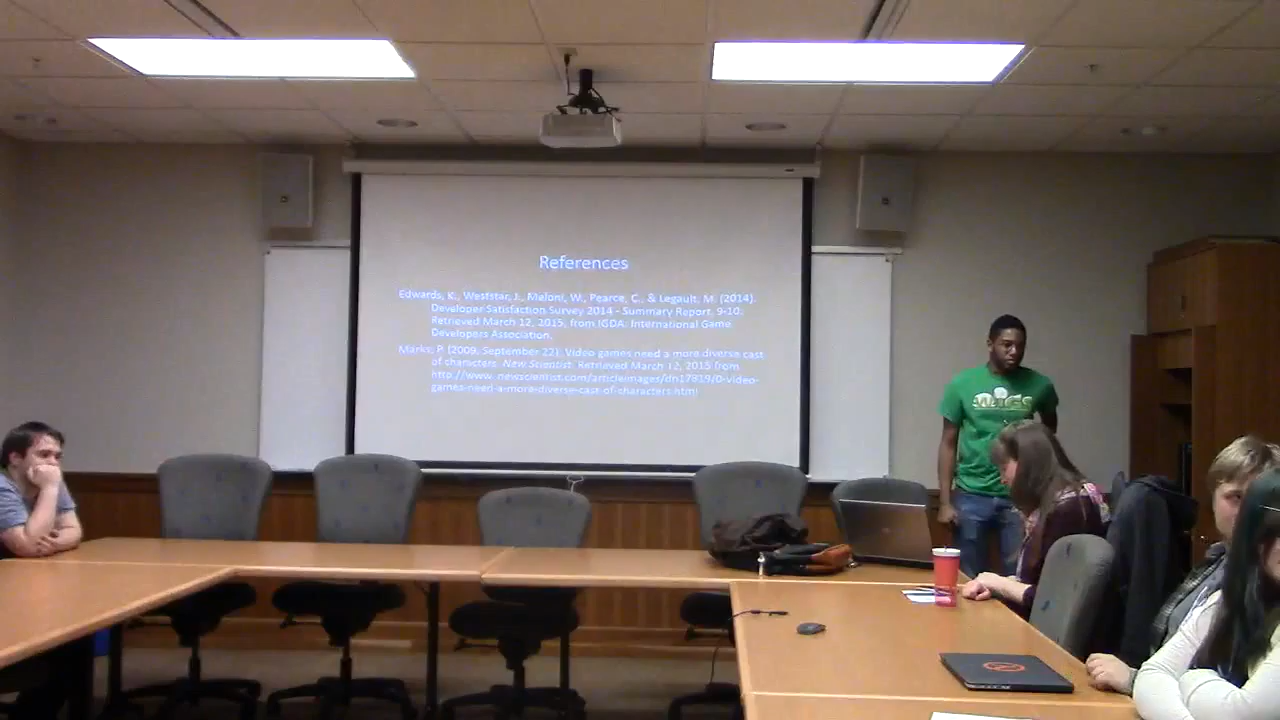 References
Edwards, K., Weststar, J., Meloni, W., Pearce, C., & Legault, M. (2014).
Developer Satisfaction Survey 2014 - Summary Report. 9-10.
Retrieved March 12, 2015, from IGDA: International Game
Developers Association.
Marks, P. (2009, September 22). Video games need a more diverse cast
of characters. New Scientist. Retrieved March 12, 2015 from
http://www. newscientist.com/articleimages/dn17819/0-video-
games-need-a-more-diverse-cast-of-characters.html